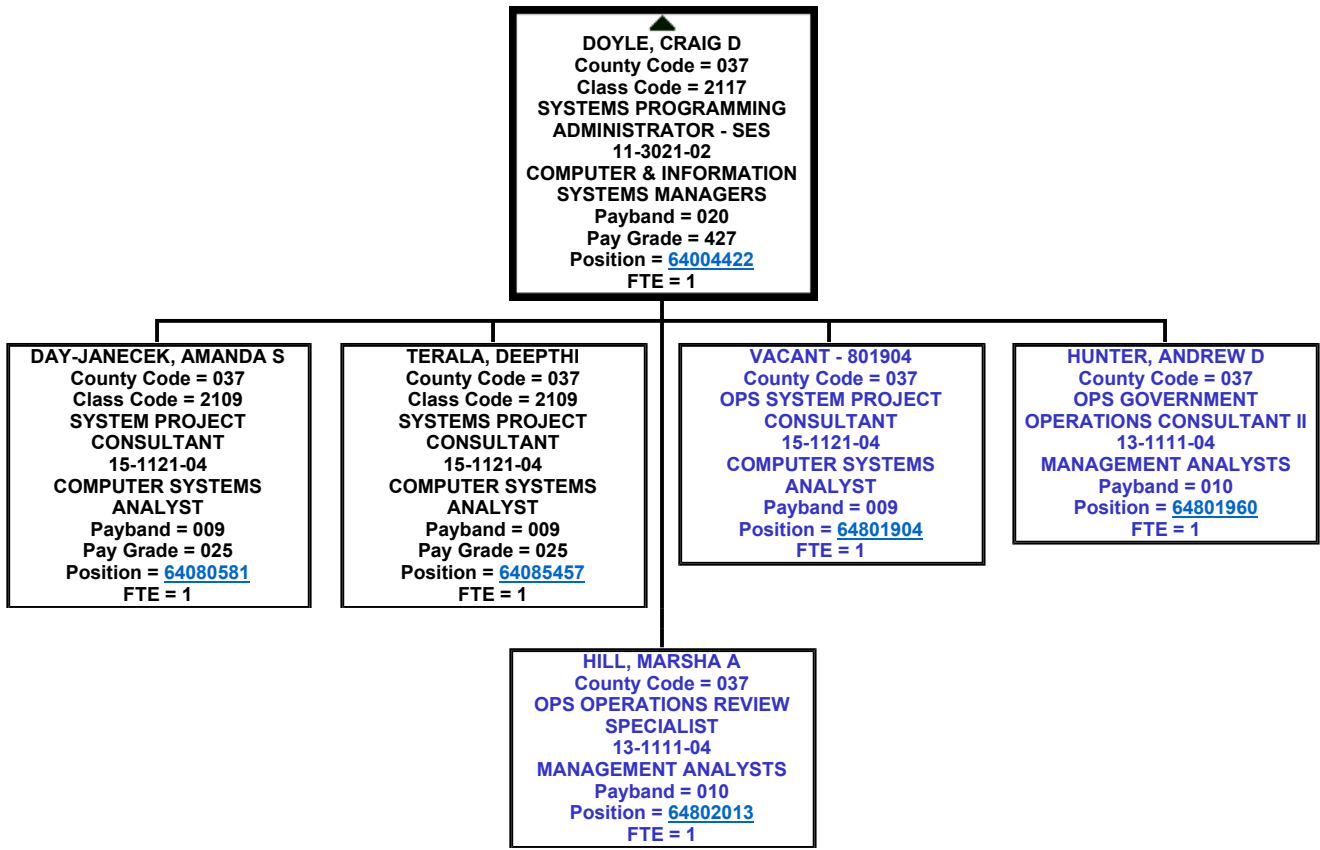 DOYLE, CRAIG D
County Code = 037
Class Code = 2117
SYSTEMS PROGRAMMING
ADMINISTRATOR - SES
11-3021-02
COMPUTER & INFORMATION
SYSTEMS MANAGERS
Payband = 020
Pay Grade = 427
Position = 64004422
FTE = 1
DAY-JANECEK, AMANDA S
County Code = 037
Class Code = 2109
SYSTEM PROJECT
CONSULTANT
15-1121-04
COMPUTER SYSTEMS
ANALYST
Payband = 009
Pay Grade = 025
Position = 64080581
FTE = 1
TERALA, DEEPTHI
County Code = 037
Class Code = 2109
SYSTEMS PROJECT
CONSULTANT
15-1121-04
COMPUTER SYSTEMS
ANALYST
Payband = 009
Pay Grade = 025
Position = 64085457
FTE = 1
VACANT - 801904
County Code = 037
OPS SYSTEM PROJECT
CONSULTANT
15-1121-04
COMPUTER SYSTEMS
ANALYST
Payband = 009
Position = 64801904
FTE = 1
HUNTER, ANDREW D
County Code = 037
OPS GOVERNMENT
OPERATIONS CONSULTANT II
13-1111-04
MANAGEMENT ANALYSTS
Payband = 010
Position = 64801960
FTE = 1
HILL, MARSHA A
County Code = 037
OPS OPERATIONS REVIEW
SPECIALIST
13-1111-04
MANAGEMENT ANALYSTS
Payband = 010
Position = 64802013
FTE = 1